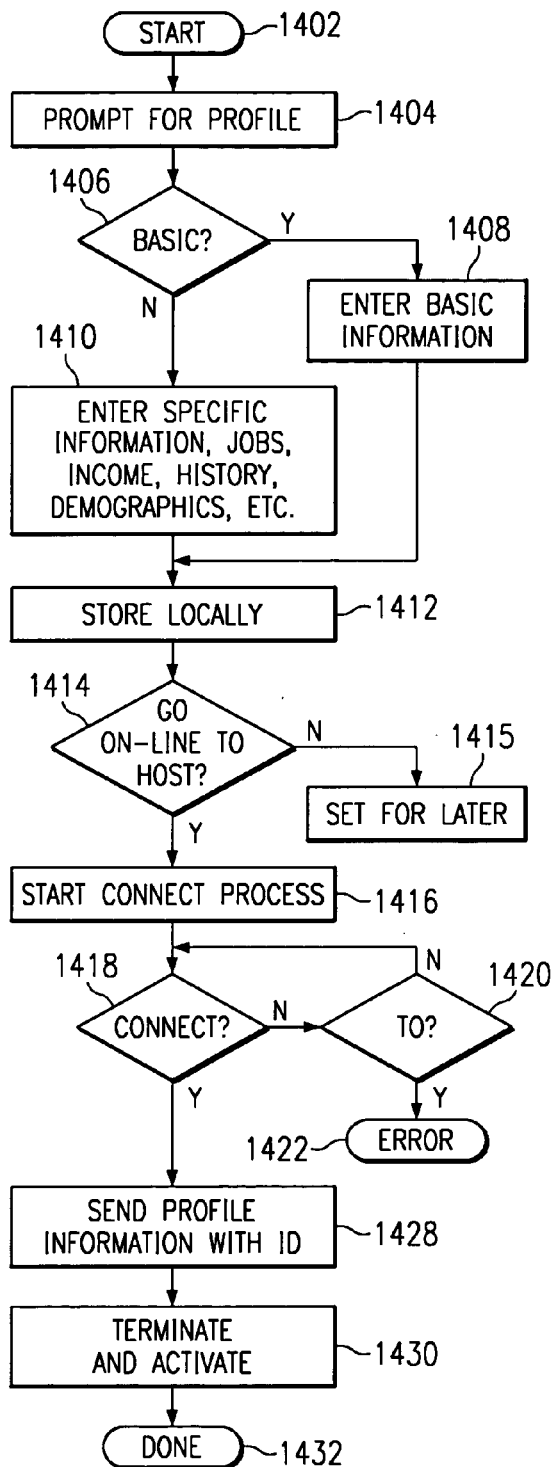 START
1402
PROMPT FOR PROFILE
1404
1406
BASIC?
Y
N
1408
ENTER BASIC
INFORMATION
1410
ENTER SPECIFIC
INFORMATION, JOBS,
INCOME, HISTORY,
DEMOGRAPHICS, ETC.
STORE LOCALLY
1412
1414
GO
ON-LINE TO
HOST?
N
Y
1415
SET FOR LATER
START CONNECT PROCESS
1416
1418
CONNECT?
N
Y
N
1420
TO?
Y
1422
ERROR
SEND PROFILE
INFORMATION WITH ID
1428
TERMINATE
AND ACTIVATE
1430
DONE
1432